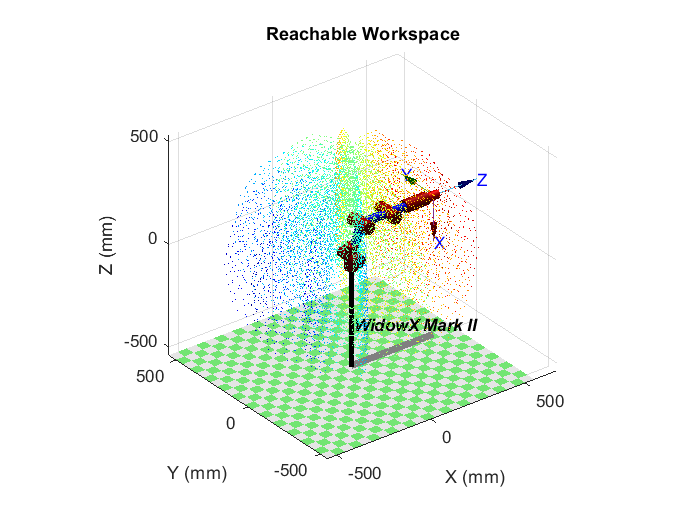 Reachable Workspace
500
0
-500
Z (mm)
Y
Z
X
WidowX Mark II
500
0
-500
Y (mm)
-500
0
500
X (mm)